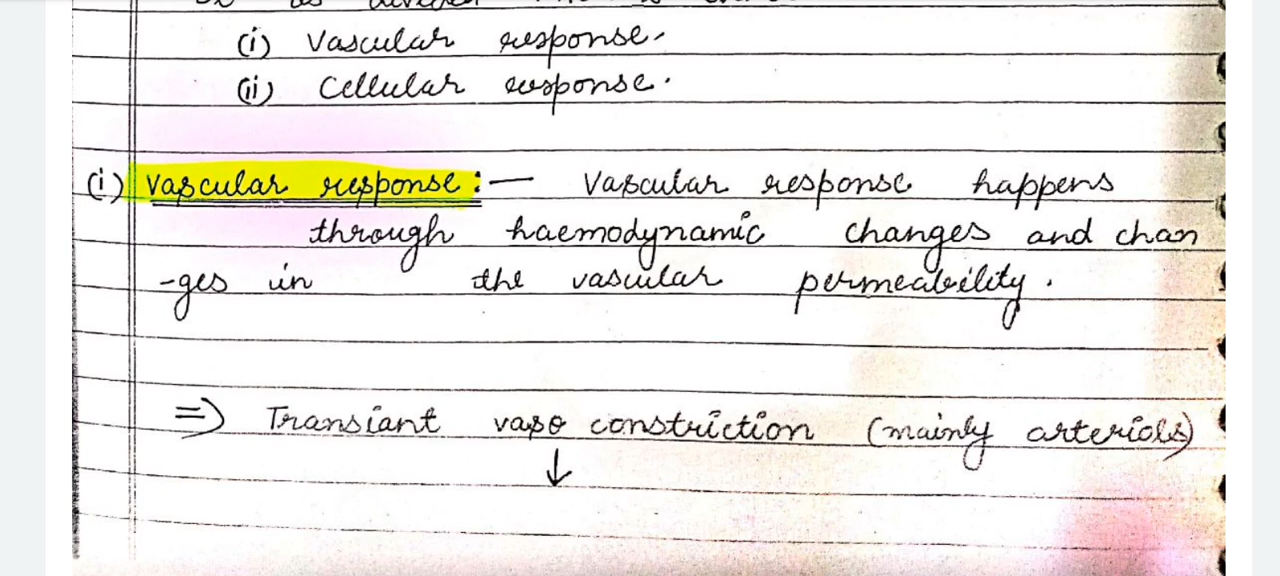 (i) Vascular response.
(ii) Cellular response.
(i) vascular response :— Vascular response happens
through haemodynamic changes and chan
-ges in the vascular permeability.
=> Transiant vaso constriction (mainly arteriols)
↓